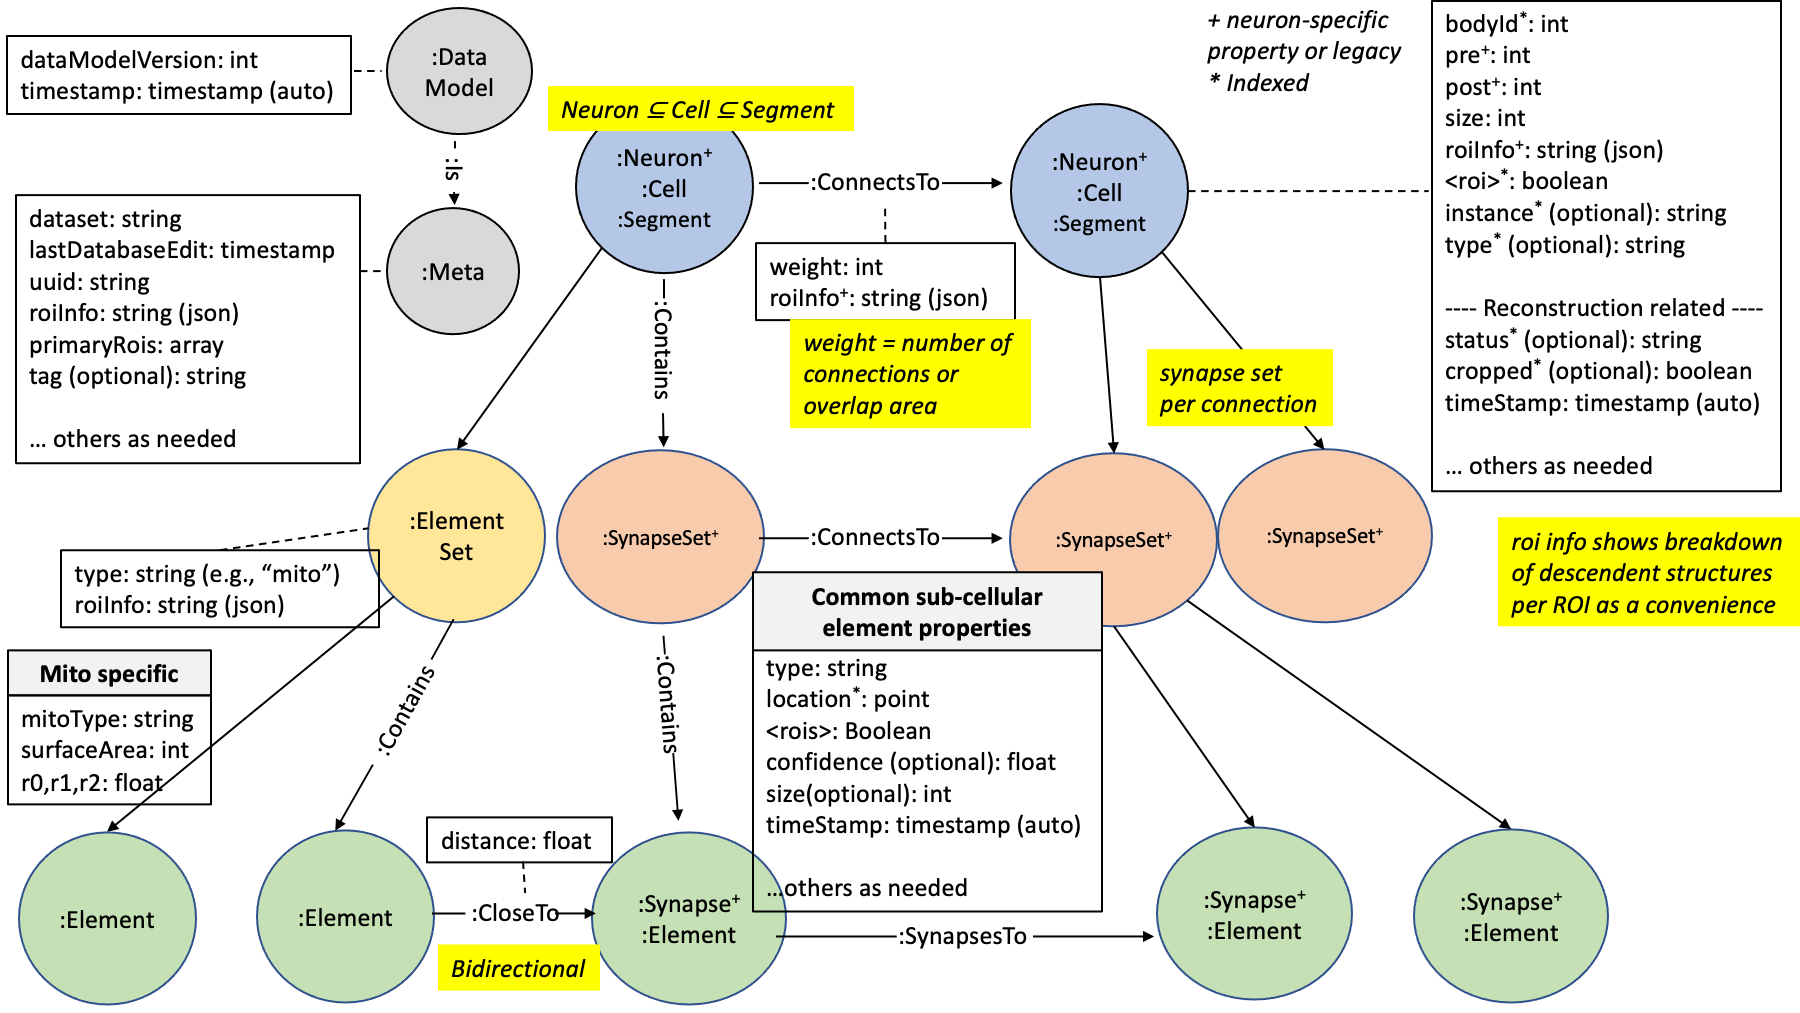 :Data
Model
dataModelVersion: int
timestamp: timestamp (auto)
:Is
:Meta
dataset: string
lastDatabaseEdit: timestamp
uuid: string
roiInfo: string (json)
primaryRois: array
tag (optional): string
... others as needed
Neuron ⊆ Cell ⊆ Segment
:Neuron+
:Cell
:Segment
:ConnectsTo
weight: int
roiInfo+: string (json)
weight = number of
connections or
overlap area
:Neuron+
:Cell
:Segment
+ neuron-specific
property or legacy
* Indexed
bodyId*: int
pre+: int
post+: int
size: int
roiInfo+: string (json)
<roi>*: boolean
instance* (optional): string
type* (optional): string
---- Reconstruction related ----
status* (optional): string
cropped* (optional): boolean
timeStamp: timestamp (auto)
... others as needed
:Contains
synapse set
per connection
:Element
Set
type: string (e.g., “mito”)
roiInfo: string (json)
:SynapseSet+
:ConnectsTo
:SynapseSet+
:SynapseSet+
roi info shows breakdown
of descendent structures
per ROI as a convenience
Mito specific
mitoType: string
surfaceArea: int
r0,r1,r2: float
:Contains
:Contains
Common sub-cellular
element properties
type: string
location*: point
<rois>: Boolean
confidence (optional): float
size(optional): int
timeStamp: timestamp (auto)
...others as needed
distance: float
:Element
:Element
:CloseTo
Bidirectional
:Synapse+
:Element
:SynapsesTo
:Synapse+
:Element
:Synapse+
:Element